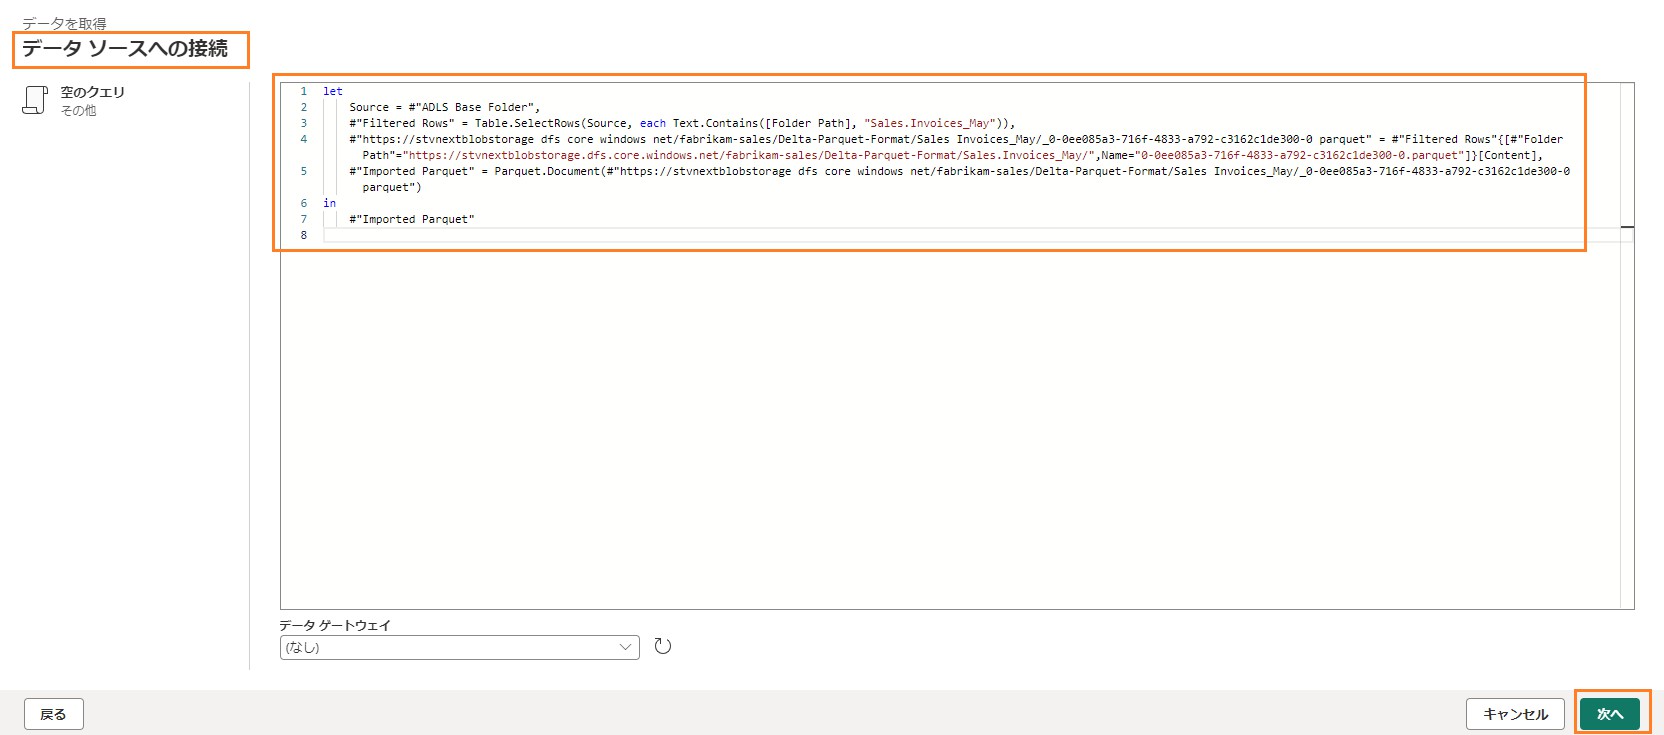 データを取得
データ ソースへの接続
空のクエリ
その他
1 let
2 Source = #"ADLS Base Folder",
3 #"Filtered Rows" = Table.SelectRows(Source, each Text.Contains([Folder Path], "Sales.Invoices_May")),
4 #"https://stvnextblobstorage dfs core windows net/fabrikam-sales/Delta-Parquet-Format/Sales Invoices_May/_0-0ee085a3-716f-4833-a792-c3162c1de300-0 parquet" = #"Filtered Rows"{[#"Folder
Path"="https://stvnextblobstorage.dfs.core.windows.net/fabrikam-sales/Delta-Parquet-Format/Sales.Invoices_May/",Name="0-0ee085a3-716f-4833-a792-c3162c1de300-0.parquet"]}[Content],
5 #"Imported Parquet" = Parquet.Document(#"https://stvnextblobstorage dfs core windows net/fabrikam-sales/Delta-Parquet-Format/Sales Invoices_May/_0-0ee085a3-716f-4833-a792-c3162c1de300-0
parquet")
6 in
7 #"Imported Parquet"
8
データ ゲートウェイ
(なし)
戻る
キャンセル
次へ